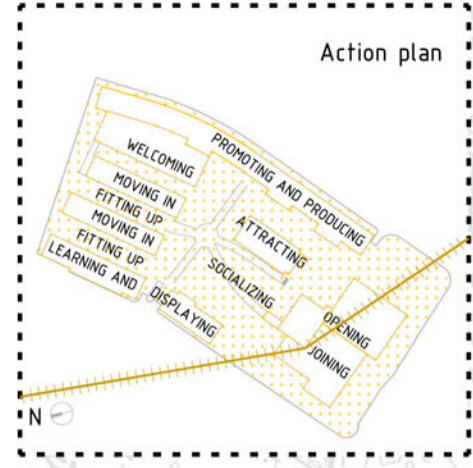 Action plan
PROMOTING AND PRODUCING
WELCOMING
MOVING IN
FITTING UP
MOVING IN
FITTING UP
LEARNING AND
DISPLAYING
ATTRACTING
SOCIALIZING
OPENING
JOINING
N